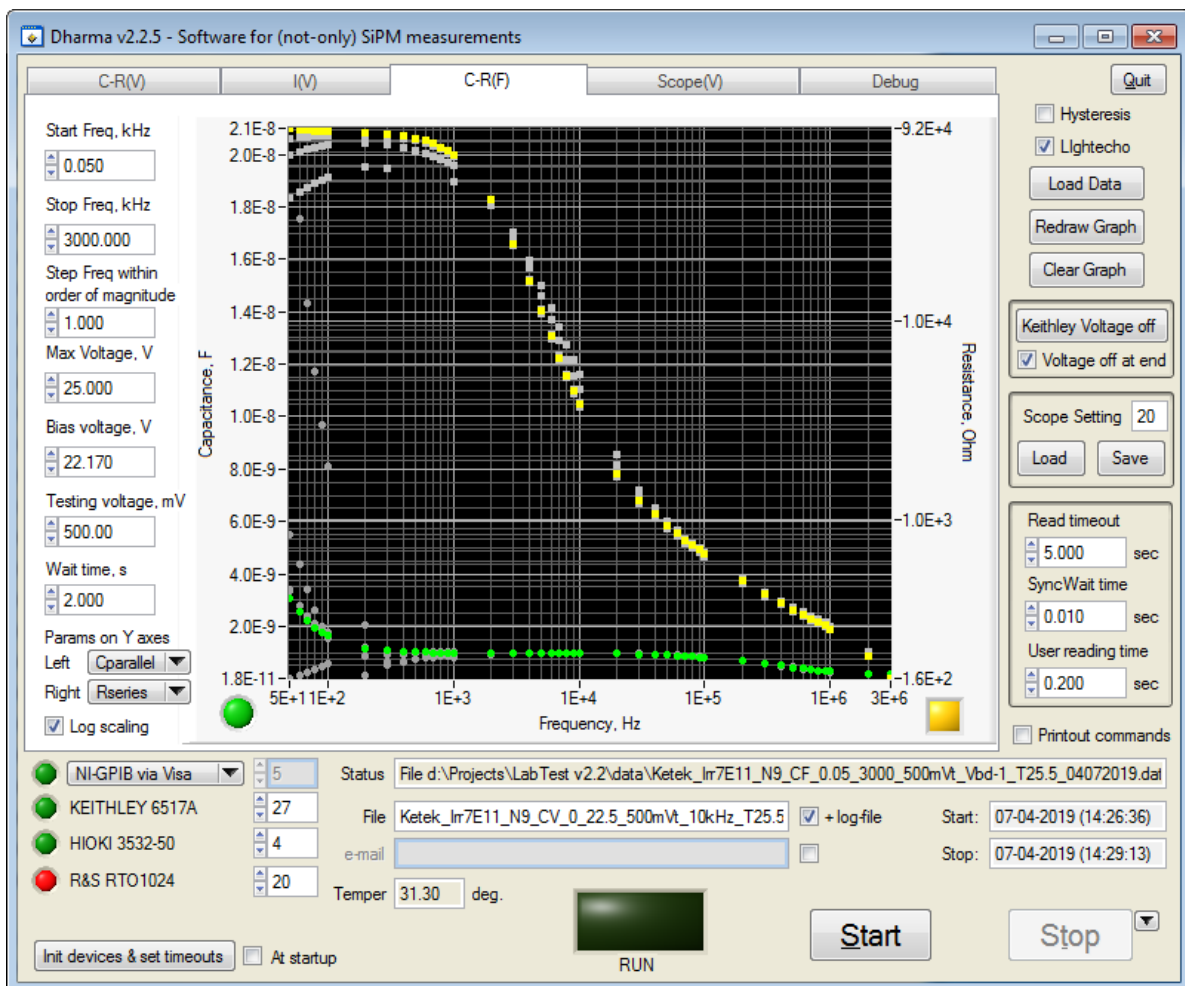 Dharma v2.2.5 - Software for (not-only) SiPM measurements
C-R(V)
I(V)
C-R(F)
Scope(V)
Debug
Quit
Start Freq, kHz
0.050
Stop Freq, kHz
3000.000
Step Freq within
order of magnitude
1.000
Max Voltage, V
25.000
Bias voltage, V
22.170
Testing voltage, mV
500.00
Wait time, s
2.000
Params on Y axes
Left Cparallel
Right Rseries
Log scaling
Capacitance, F
2.1E-8
2.0E-8
1.8E-8
1.6E-8
1.4E-8
1.2E-8
1.0E-8
8.0E-9
6.0E-9
4.0E-9
2.0E-9
1.8E-11
5E+11E+2 1E+3 1E+4 1E+5 1E+6 3E+6
Frequency, Hz
9.2E+4
1.0E+4
1.0E+3
1.6E+2
Resistance, Ohm
Hysteresis
LIghtecho
Load Data
Redraw Graph
Clear Graph
Keithley Voltage off
Voltage off at end
Scope Setting 20
Load Save
Read timeout
5.000 sec
SyncWait time
0.010 sec
User reading time
0.200 sec
Printout commands
NI-GPIB via Visa 5
KEITHLEY 6517A 27
HIOKI 3532-50 4
R&S RTO1024 20
Init devices & set timeouts At startup
Status File d:\Projects\LabTest v2.2\data\Ketek_Irr7E11_N9_CF_0.05_3000_500mVt_Vbd-1_T25.5_04072019.dat
File Ketek_Irr7E11_N9_CV_0_22.5_500mVt_10kHz_T25.5 + log-file
e-mail
Temper 31.30 deg.
Start: 07-04-2019 (14:26:36)
Stop: 07-04-2019 (14:29:13)
RUN
Start
Stop